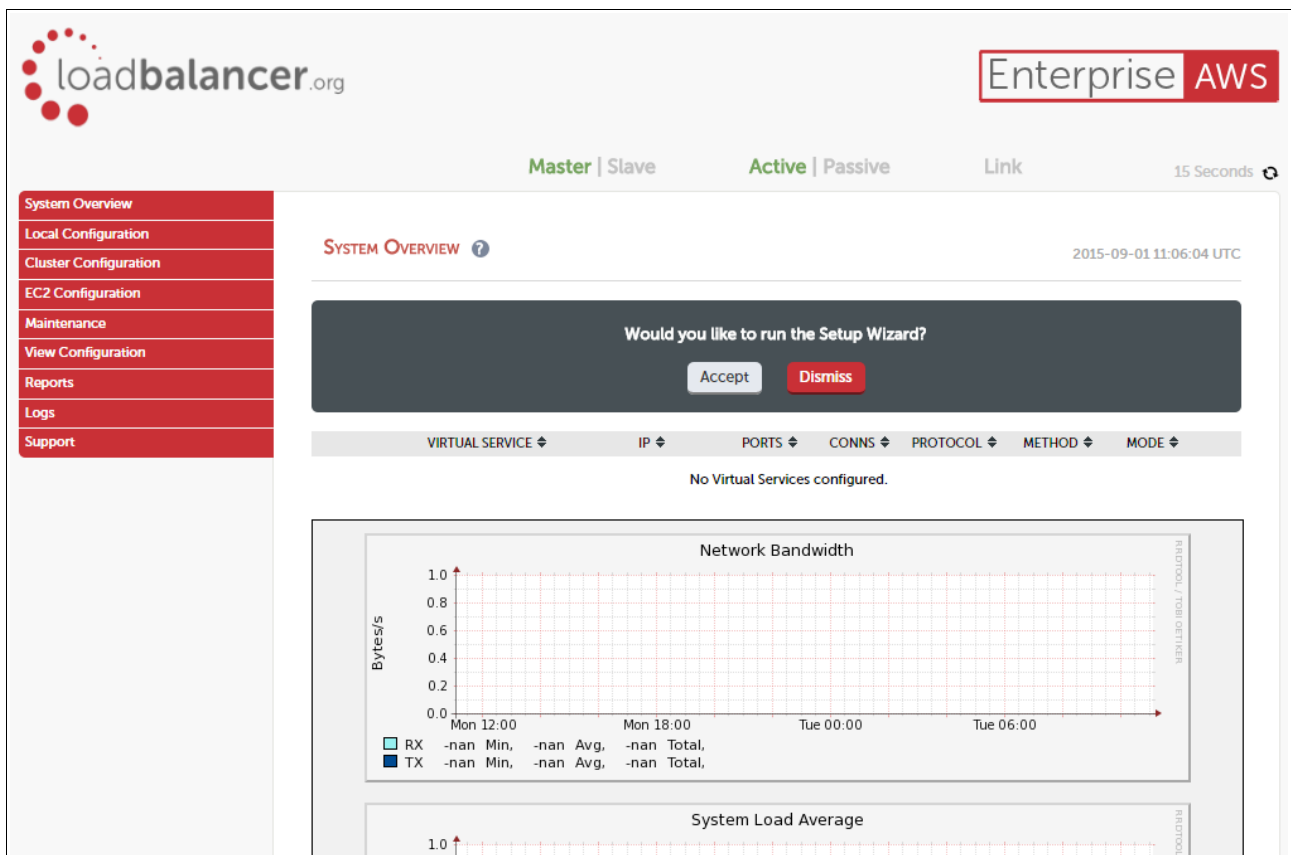 loadbalancer.org
Enterprise AWS
Master | Slave Active | Passive Link 15 Seconds
System Overview
Local Configuration
Cluster Configuration
EC2 Configuration
Maintenance
View Configuration
Reports
Logs
Support
SYSTEM OVERVIEW ?
2015-09-01 11:06:04 UTC
Would you like to run the Setup Wizard?
Accept Dismiss
VIRTUAL SERVICE IP PORTS CONNS PROTOCOL METHOD MODE
No Virtual Services configured.
Network Bandwidth
RRDTOOL / TOBI OETIKER
Bytes/s
1.0
0.8
0.6
0.4
0.2
0.0
Mon 12:00 Mon 18:00 Tue 00:00 Tue 06:00
RX -nan Min, -nan Avg, -nan Total,
TX -nan Min, -nan Avg, -nan Total,
System Load Average
RRDTOOL
1.0